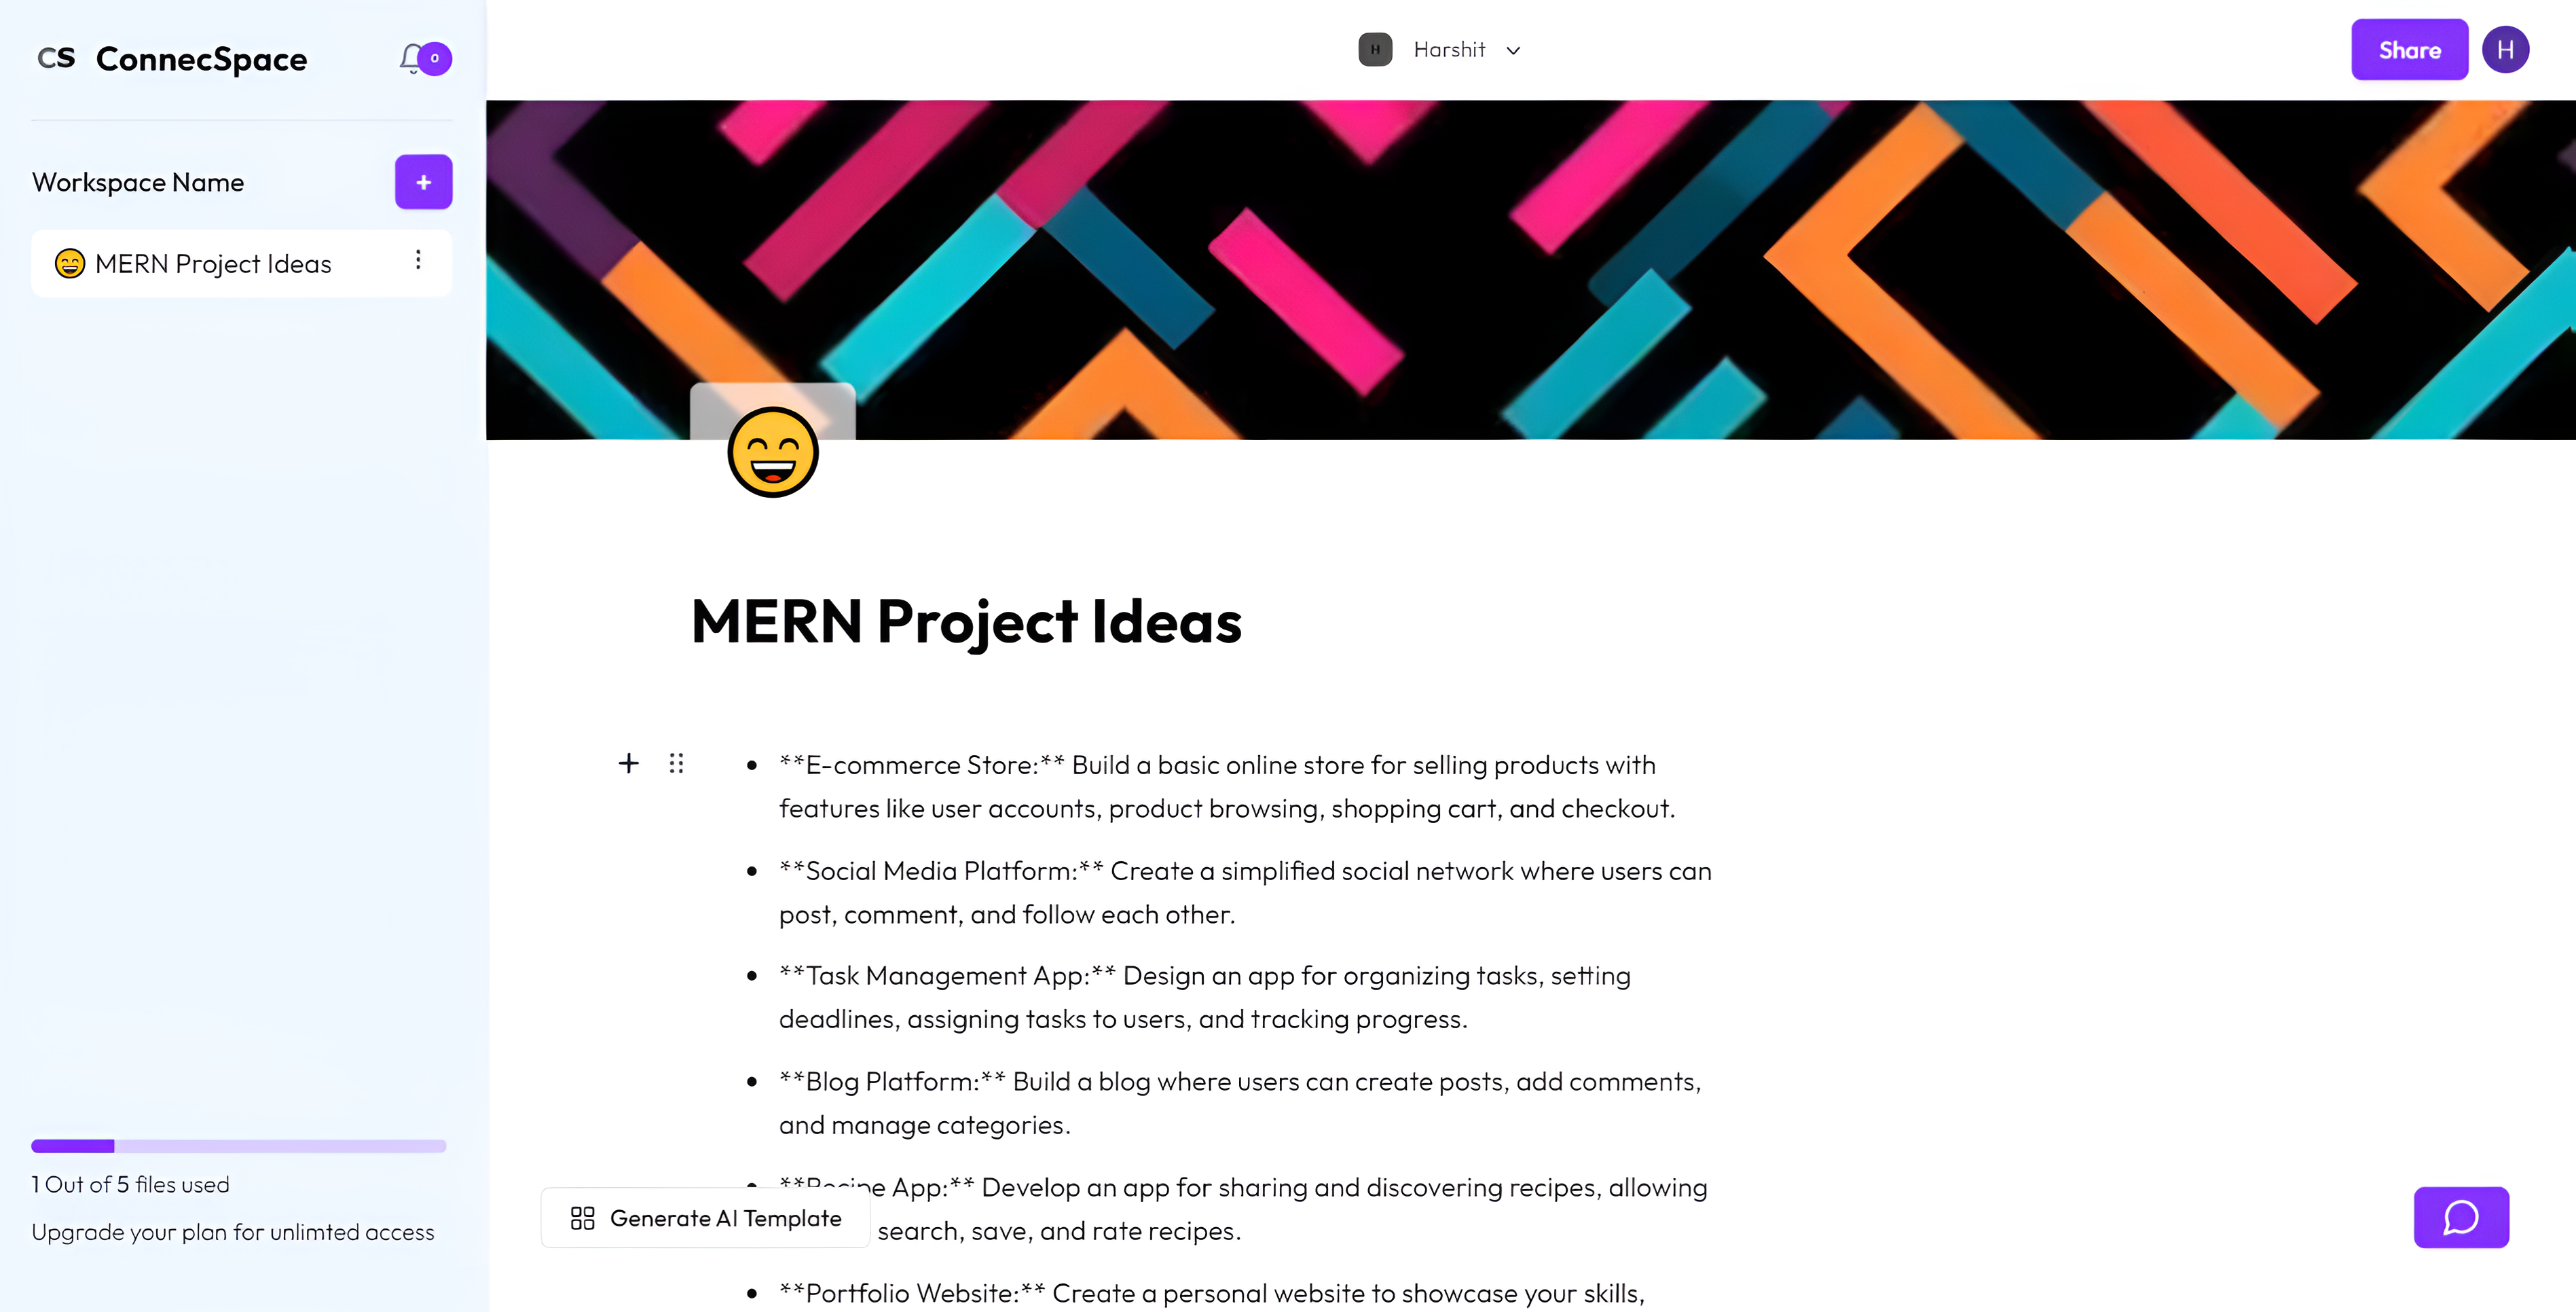 CS ConnecSpace 0
Harshit
H
Share
H
Workspace Name
+
MERN Project Ideas
MERN Project Ideas
• **E-commerce Store:** Build a basic online store for selling products with
features like user accounts, product browsing, shopping cart, and checkout.
• **Social Media Platform:** Create a simplified social network where users can
post, comment, and follow each other.
• **Task Management App:** Design an app for organizing tasks, setting
deadlines, assigning tasks to users, and tracking progress.
• **Blog Platform:** Build a blog where users can create posts, add comments,
and manage categories.
• **Recipe App:** Develop an app for sharing and discovering recipes, allowing
search, save, and rate recipes.
• **Portfolio Website:** Create a personal website to showcase your skills,
Generate AI Template
1 Out of 5 files used
Upgrade your plan for unlimted access